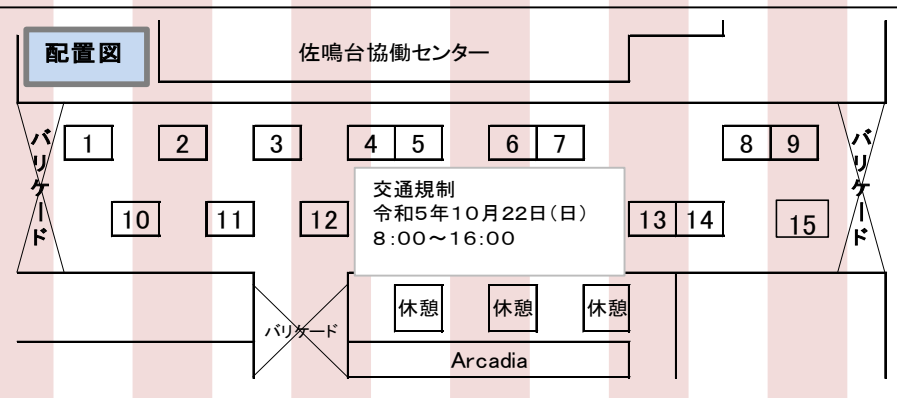 配置図
佐鳴台協働センター
バリケード
1 2 3 4 5 6 7 8 9
バリケード
10 11 12 13 14 15
交通規制
令和5年10月22日(日)
8:00～16:00
バリケード
休憩 休憩 休憩
Arcadia